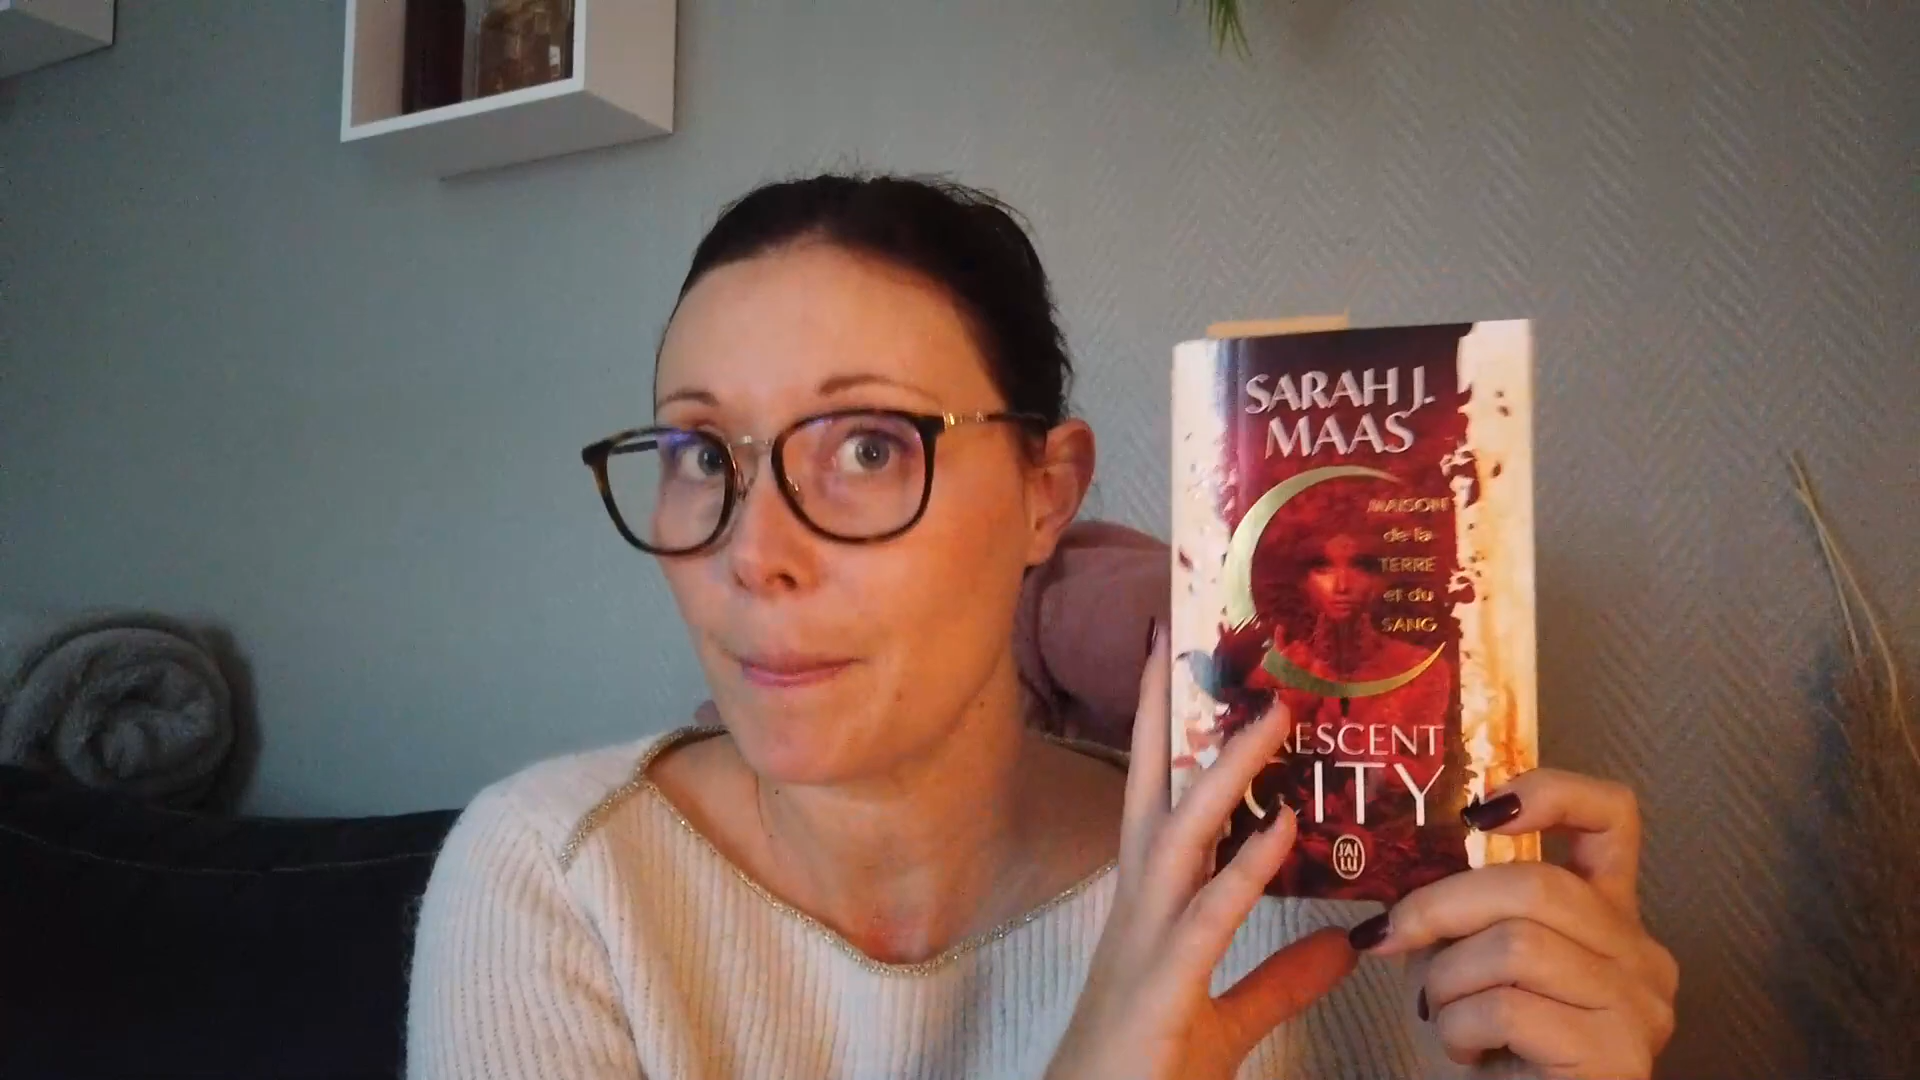 SARAH J.
MAAS
MAISON
de la
TERRE
et du
SANG
RESCENT
CITY
J'AI
LU